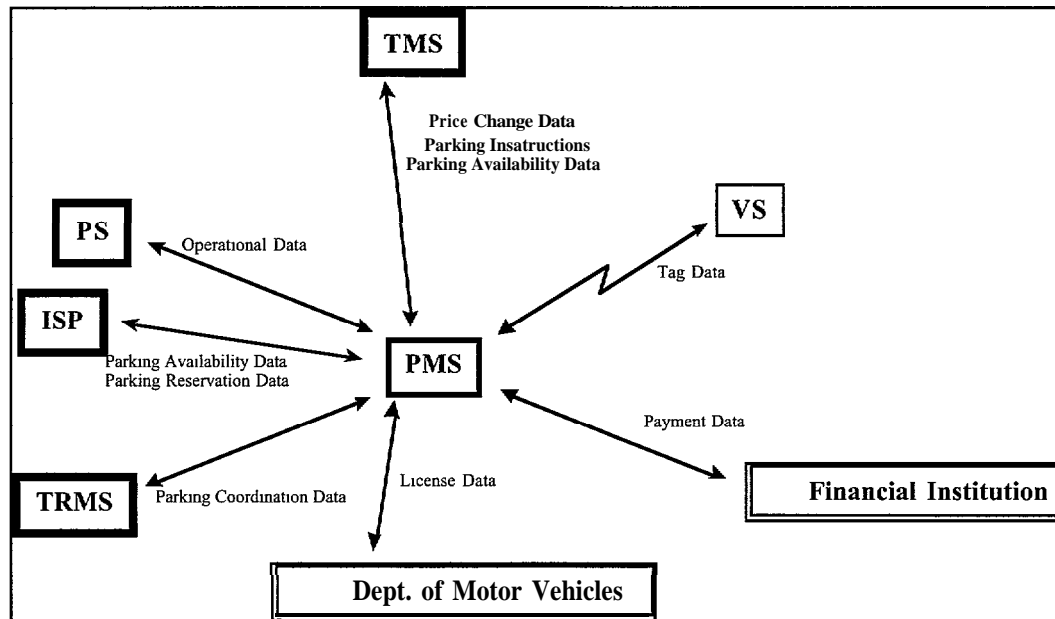 TMS
Price Change Data
Parking Insatructions
Parking Availability Data
VS
PS
Operational Data
Tag Data
ISP
Parking Availability Data
Parking Reservation Data
PMS
Payment Data
TRMS
Parking Coordination Data
License Data
Financial Institution
Dept. of Motor Vehicles